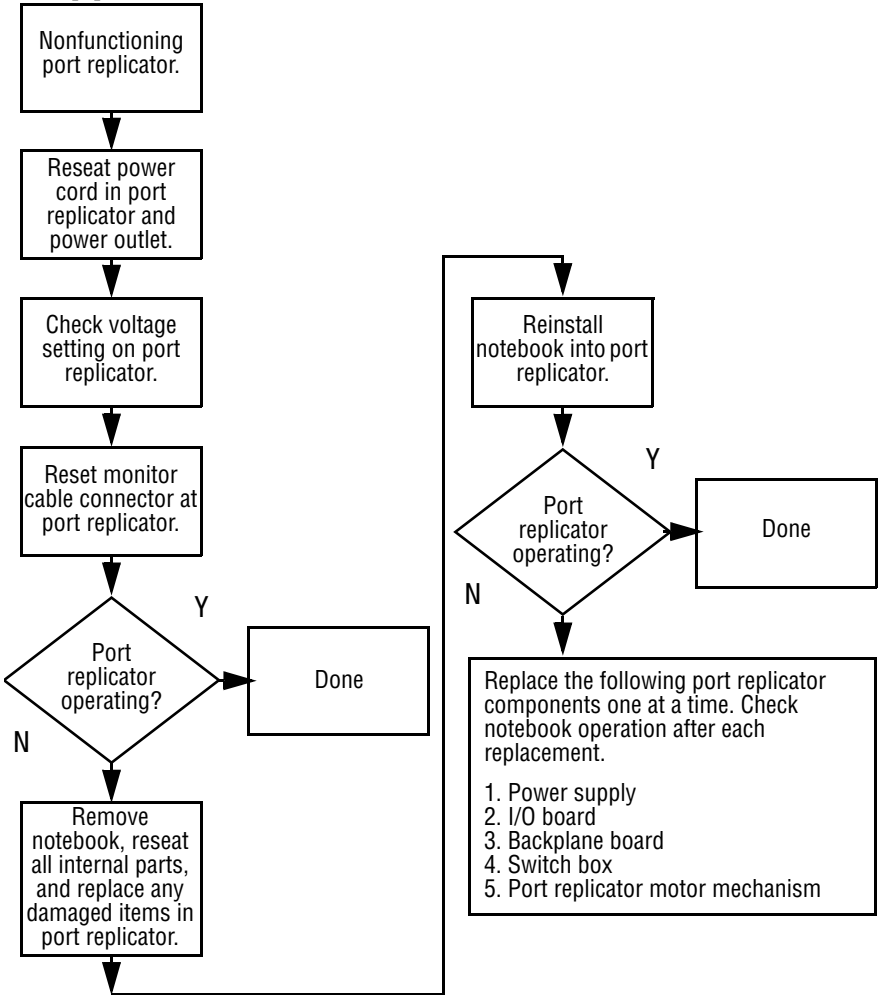 Nonfunctioning
port replicator.
Reseat power
cord in port
replicator and
power outlet.
Check voltage
setting on port
replicator.
Reset monitor
cable connector at
port replicator.
Port
replicator
operating?
Y
Done
N
Remove
notebook, reseat
all internal parts,
and replace any
damaged items in
port replicator.
Reinstall
notebook into port
replicator.
Port
replicator
operating?
Y
Done
N
Replace the following port replicator
components one at a time. Check
notebook operation after each
replacement.
1. Power supply
2. I/O board
3. Backplane board
4. Switch box
5. Port replicator motor mechanism